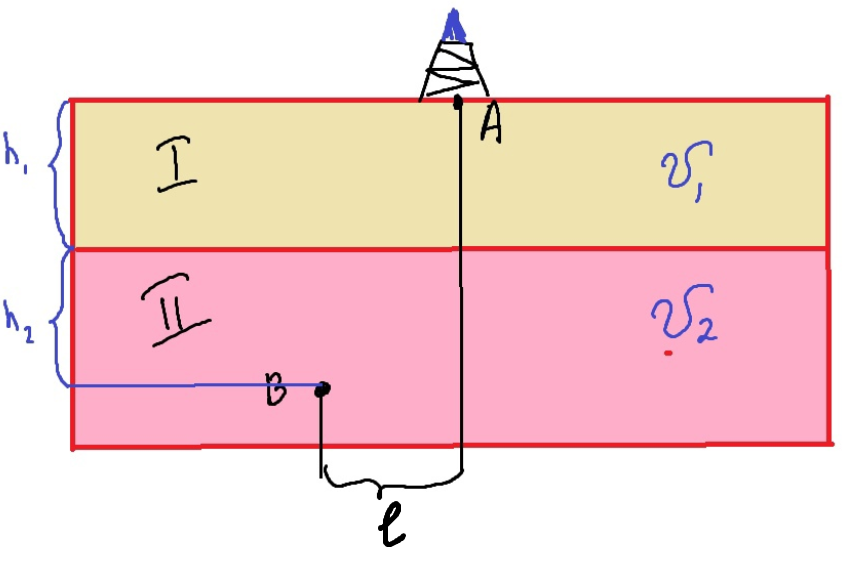 A
h₁
I
v₁
h₂
II
v₂
B
ℓ